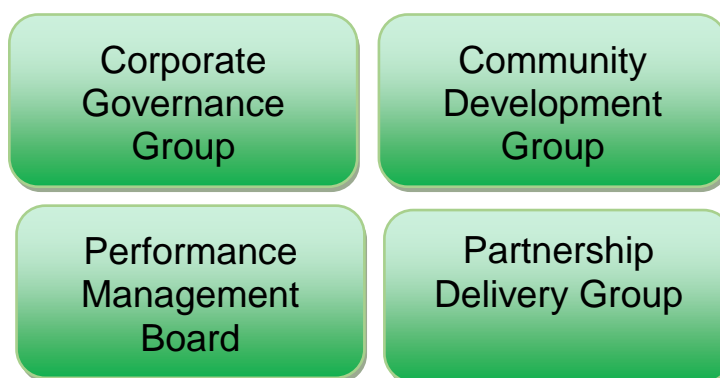 Corporate
Governance
Group
Community
Development
Group
Performance
Management
Board
Partnership
Delivery Group